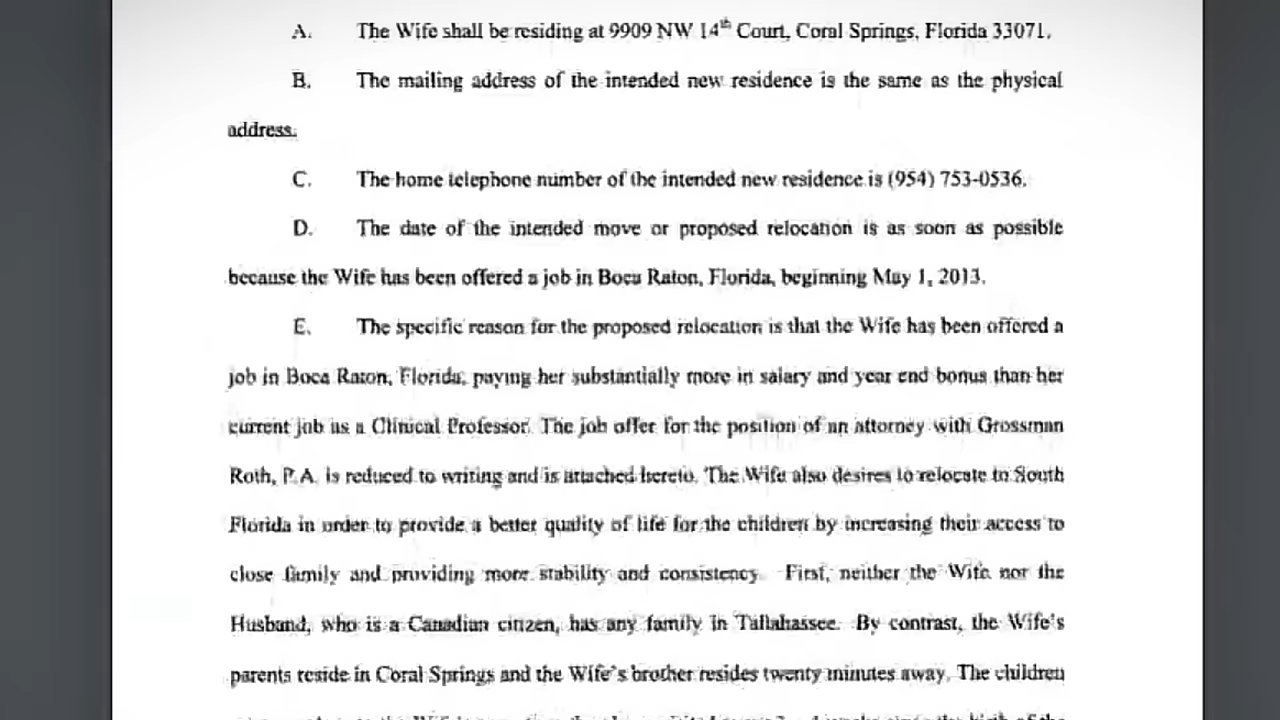 A. The Wife shall be residing at 9909 NW 14th Court, Coral Springs, Florida 33071.
B. The mailing address of the intended new residence is the same as the physical
address.
C. The home telephone number of the intended new residence is (954) 753-0536.
D. The date of the intended move or proposed relocation is as soon as possible
because the Wife has been offered a job in Boca Raton, Florida, beginning May 1, 2013.
E. The specific reason for the proposed relocation is that the Wife has been offered a
job in Boca Raton, Florida, paying her substantially more in salary and year end bonus than her
current job as a Clinical Professor. The job offer for the position of an attorney with Grossman
Roth, P.A. is reduced to writing and is attached hereto. The Wife also desires to relocate to South
Florida in order to provide a better quality of life for the children by increasing their access to
close family and providing more stability and consistency. First, neither the Wife nor the
Husband, who is a Canadian citizen, has any family in Tallahassee. By contrast, the Wife's
parents reside in Coral Springs and the Wife's brother resides twenty minutes away. The children